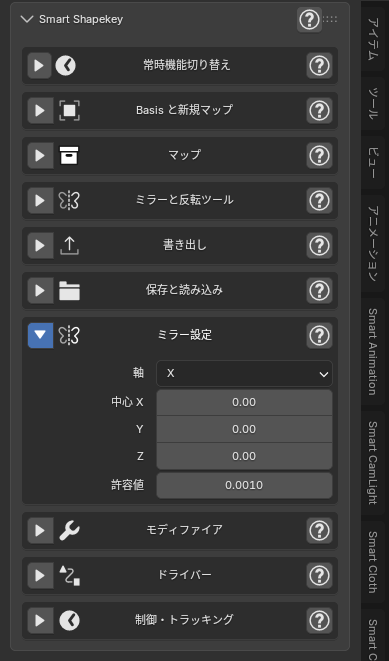 Smart Shapekey
常時機能切り替え
Basis と新規マップ
マップ
ミラーと反転ツール
書き出し
保存と読み込み
ミラー設定
軸 X
中心 X 0.00
Y 0.00
Z 0.00
許容値 0.0010
モディファイア
ドライバー
制御・トラッキング
アイテム
ツール
ビュー
アニメーション
Smart Animation
Smart CamLight
Smart Cloth
Smart C